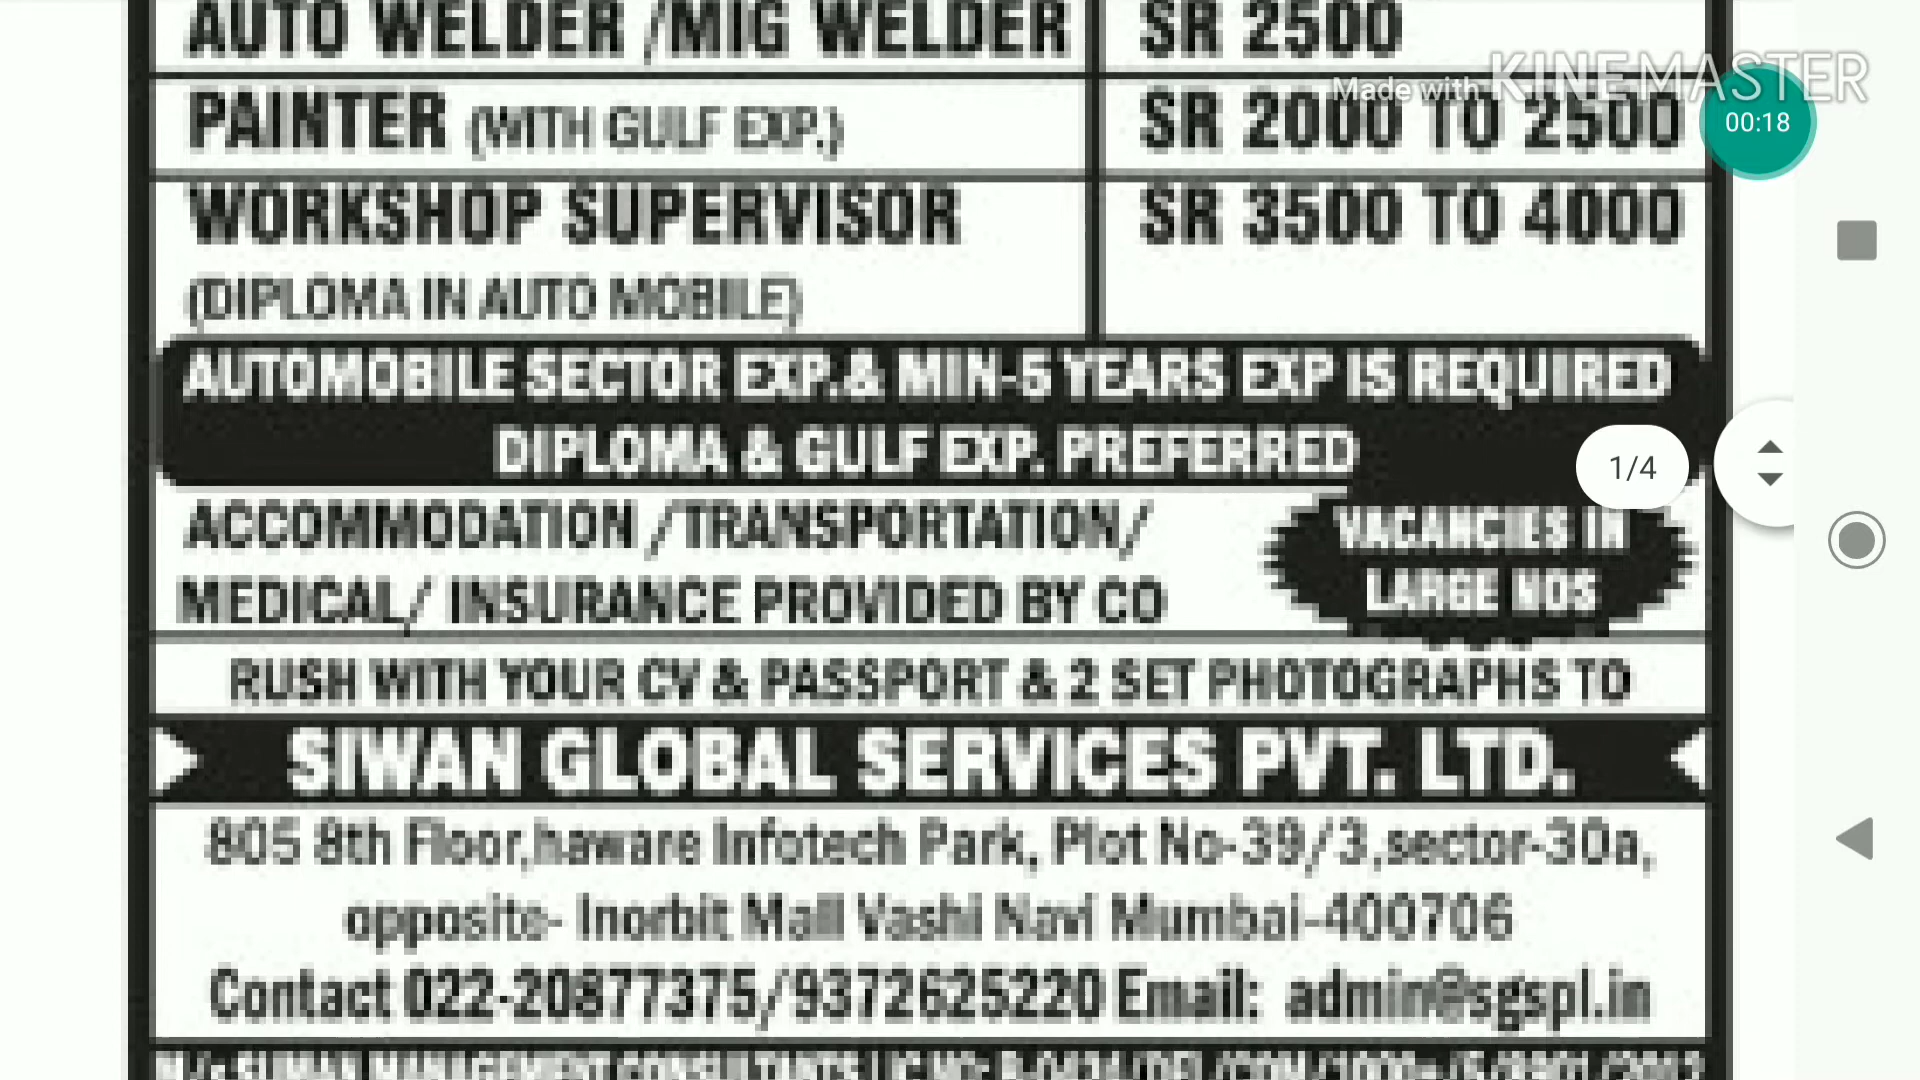 AUTO WELDER /MIG WELDER SR 2500
Made with KINEMASTER
PAINTER (WITH GULF EXP.) SR 2000 TO 2500
00:18
WORKSHOP SUPERVISOR SR 3500 TO 4000
(DIPLOMA IN AUTO MOBILE)
AUTOMOBILE SECTOR EXP.& MIN-5 YEARS EXP IS REQUIRED
DIPLOMA & GULF EXP. PREFERRED
1/4
ACCOMMODATION /TRANSPORTATION/
MEDICAL/ INSURANCE PROVIDED BY CO
VACANCIES IN
LARGE NOS
RUSH WITH YOUR CV & PASSPORT & 2 SET PHOTOGRAPHS TO
SIWAN GLOBAL SERVICES PVT. LTD.
805 8th Floor,haware Infotech Park, Plot No-39/3,sector-30a,
opposite- Inorbit Mall Vashi Navi Mumbai-400706
Contact 022-20877375/9372625220 Email: admin@sgspl.in